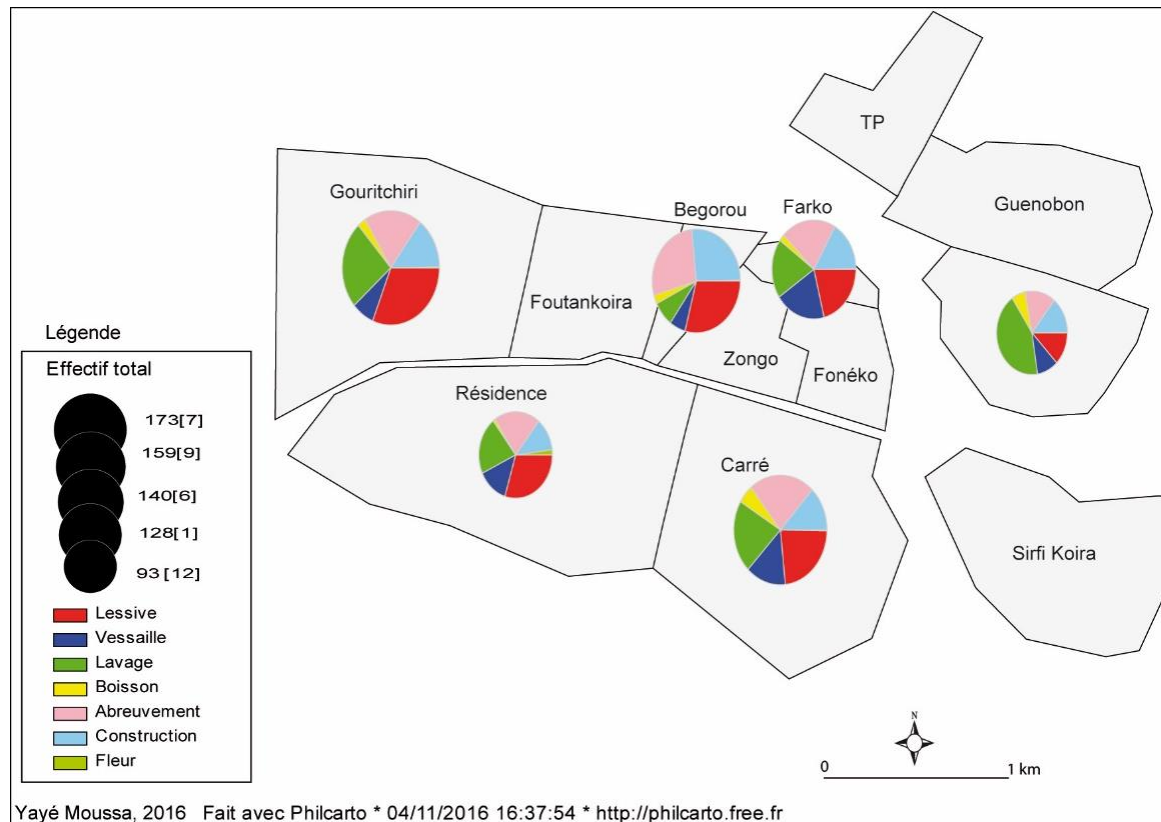 TP
Gouritchiri
Begorou
Farko
Guenobon
Foutankoira
Zongo
Fonéko
Résidence
Carré
Sirfi Koira
Légende
Effectif total
173[7]
159[9]
140[6]
128[1]
93[12]
Lessive
Vessaille
Lavage
Boisson
Abreuvement
Construction
Fleur
N
0 1 km
Yayé Moussa, 2016 Fait avec Philcarto * 04/11/2016 16:37:54 * http://philcarto.free.fr